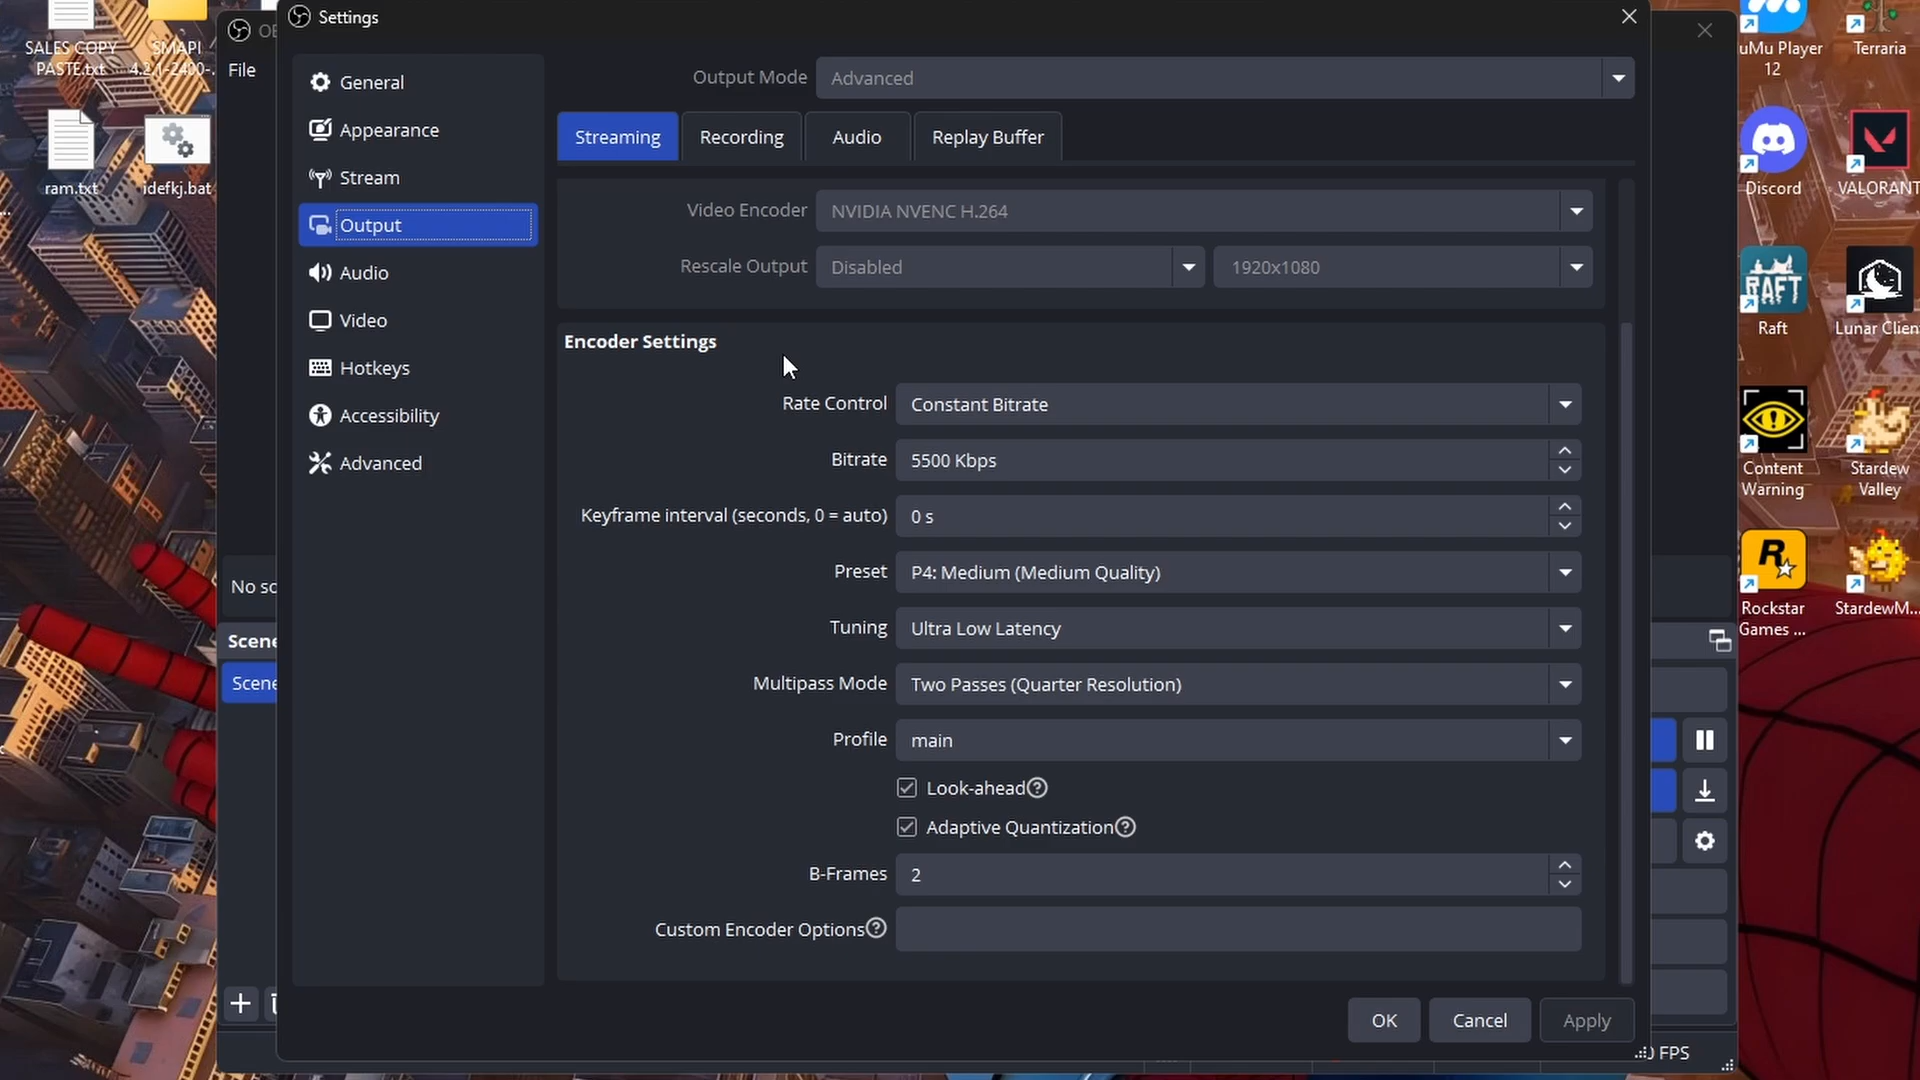 Settings
SALES COPY
PASTE.txt
SMAPI
4.2.1-2400-...
ram.txt
idefkj.bat
File
General
Appearance
Stream
Output
Audio
Video
Hotkeys
Accessibility
Advanced
Output Mode
Advanced
Streaming
Recording
Audio
Replay Buffer
Video Encoder
NVIDIA NVENC H.264
Rescale Output
Disabled
1920x1080
Encoder Settings
Rate Control
Constant Bitrate
Bitrate
5500 Kbps
Keyframe interval (seconds, 0 = auto)
0 s
Preset
P4: Medium (Medium Quality)
Tuning
Ultra Low Latency
Multipass Mode
Two Passes (Quarter Resolution)
Profile
main
Look-ahead
Adaptive Quantization
B-Frames
2
Custom Encoder Options
OK
Cancel
Apply
No so
Scene
Scene
FPS
uMu Player
12
Terraria
Discord
VALORANT
RAFT
Raft
Lunar Clien
Content
Warning
Stardew
Valley
Rockstar
Games ...
StardewM...